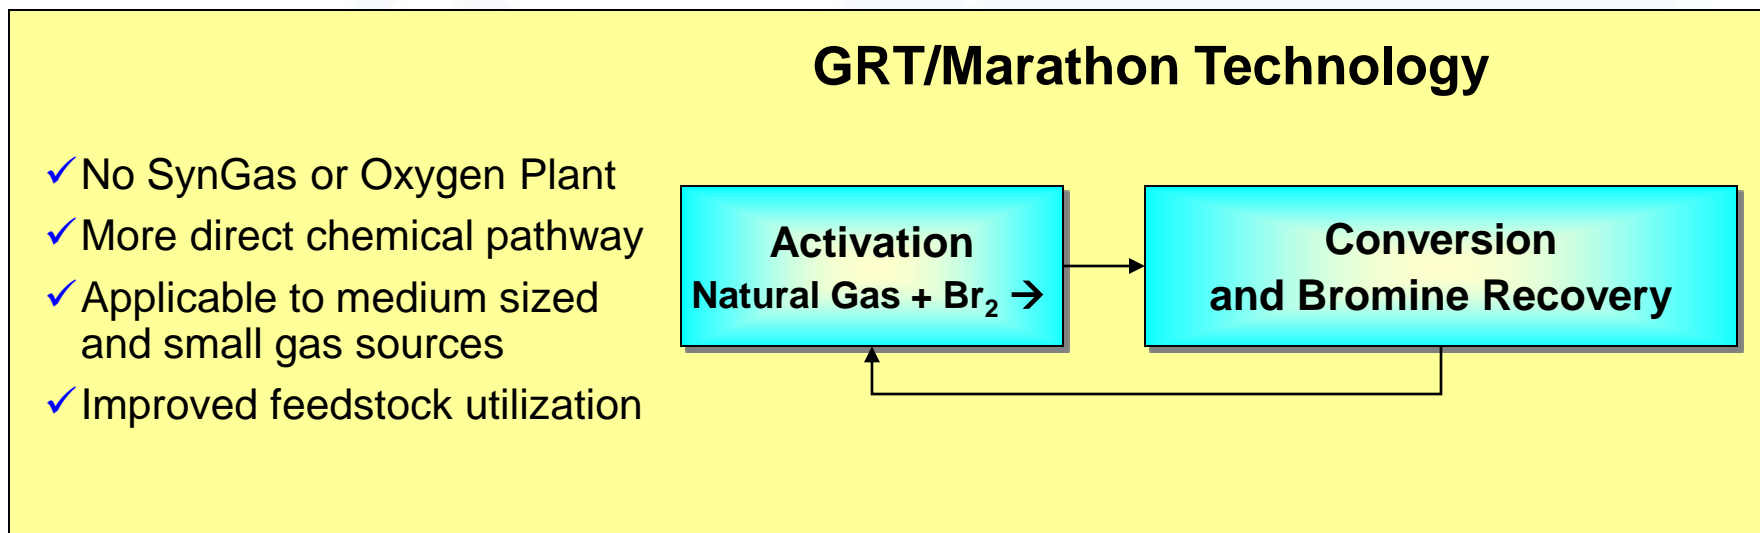 GRT/Marathon Technology
✓No SynGas or Oxygen Plant
✓More direct chemical pathway
✓Applicable to medium sized
and small gas sources
✓Improved feedstock utilization
Activation
Natural Gas + Br₂ →
Conversion
and Bromine Recovery